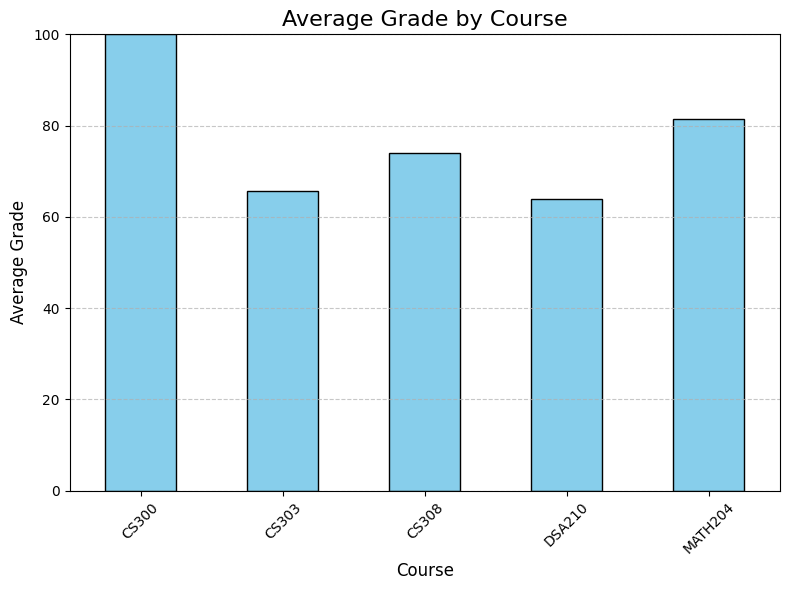 Average Grade by Course
Average Grade
100
80
60
40
20
0
CS300
CS303
CS308
DSA210
MATH204
Course